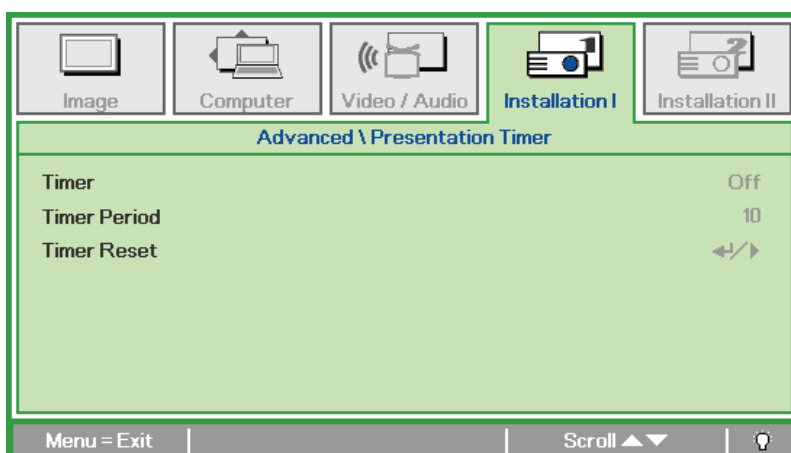 Image
Computer
Video / Audio
Installation I
Installation II
Advanced \ Presentation Timer
Timer Off
Timer Period 10
Timer Reset ↵/▶
Menu = Exit Scroll ▲▼